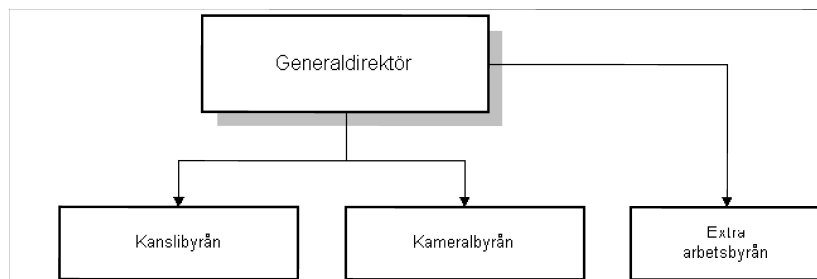 Generaldirektör
Kanslibyrån
Kameralbyrån
Extra
arbetsbyrån